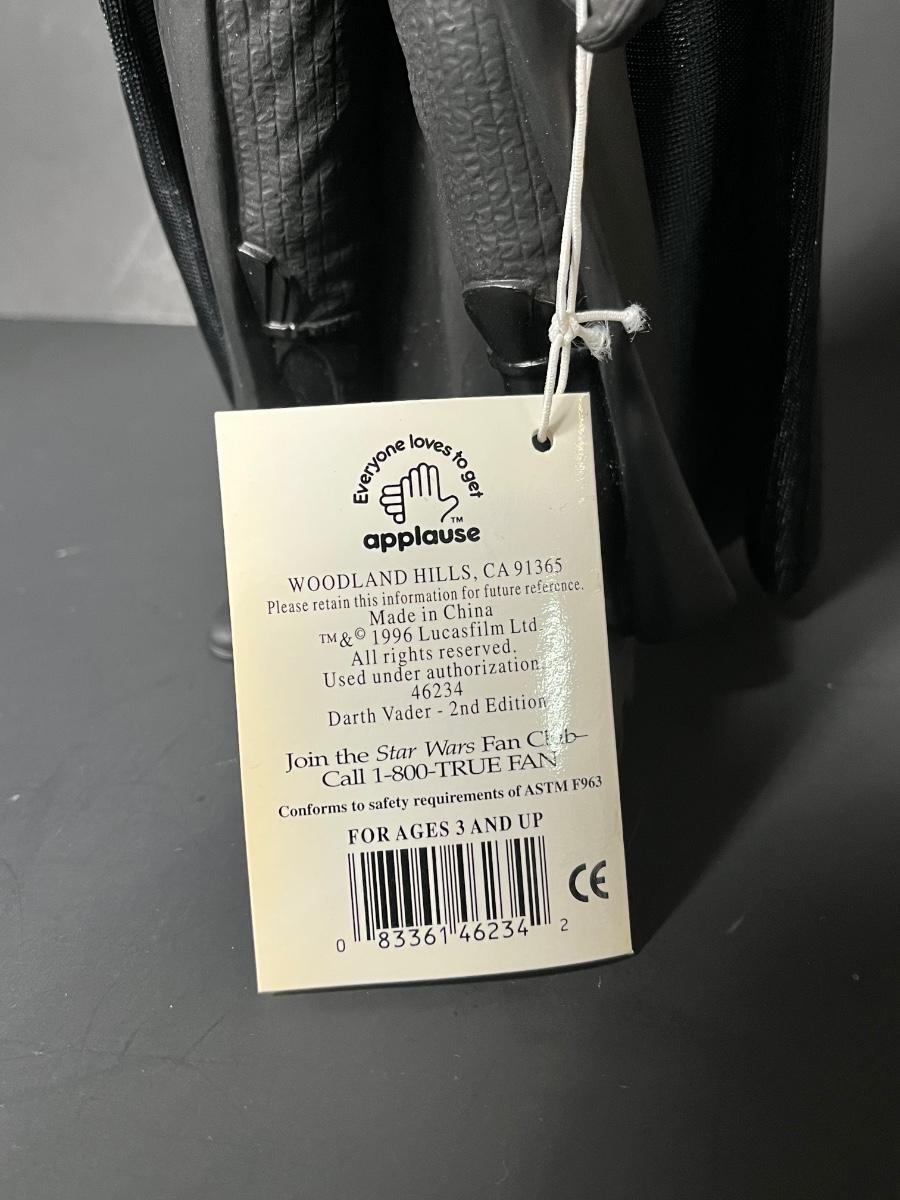 Everyone loves to get
TM
applause
WOODLAND HILLS, CA 91365
Please retain this information for future reference.
Made in China
TM&© 1996 Lucasfilm Ltd
All rights reserved.
Used under authorization
46234
Darth Vader - 2nd Edition
Join the Star Wars Fan Club–
Call 1-800-TRUE FAN
Conforms to safety requirements of ASTM F963
FOR AGES 3 AND UP
CE
0 83361 46234 2